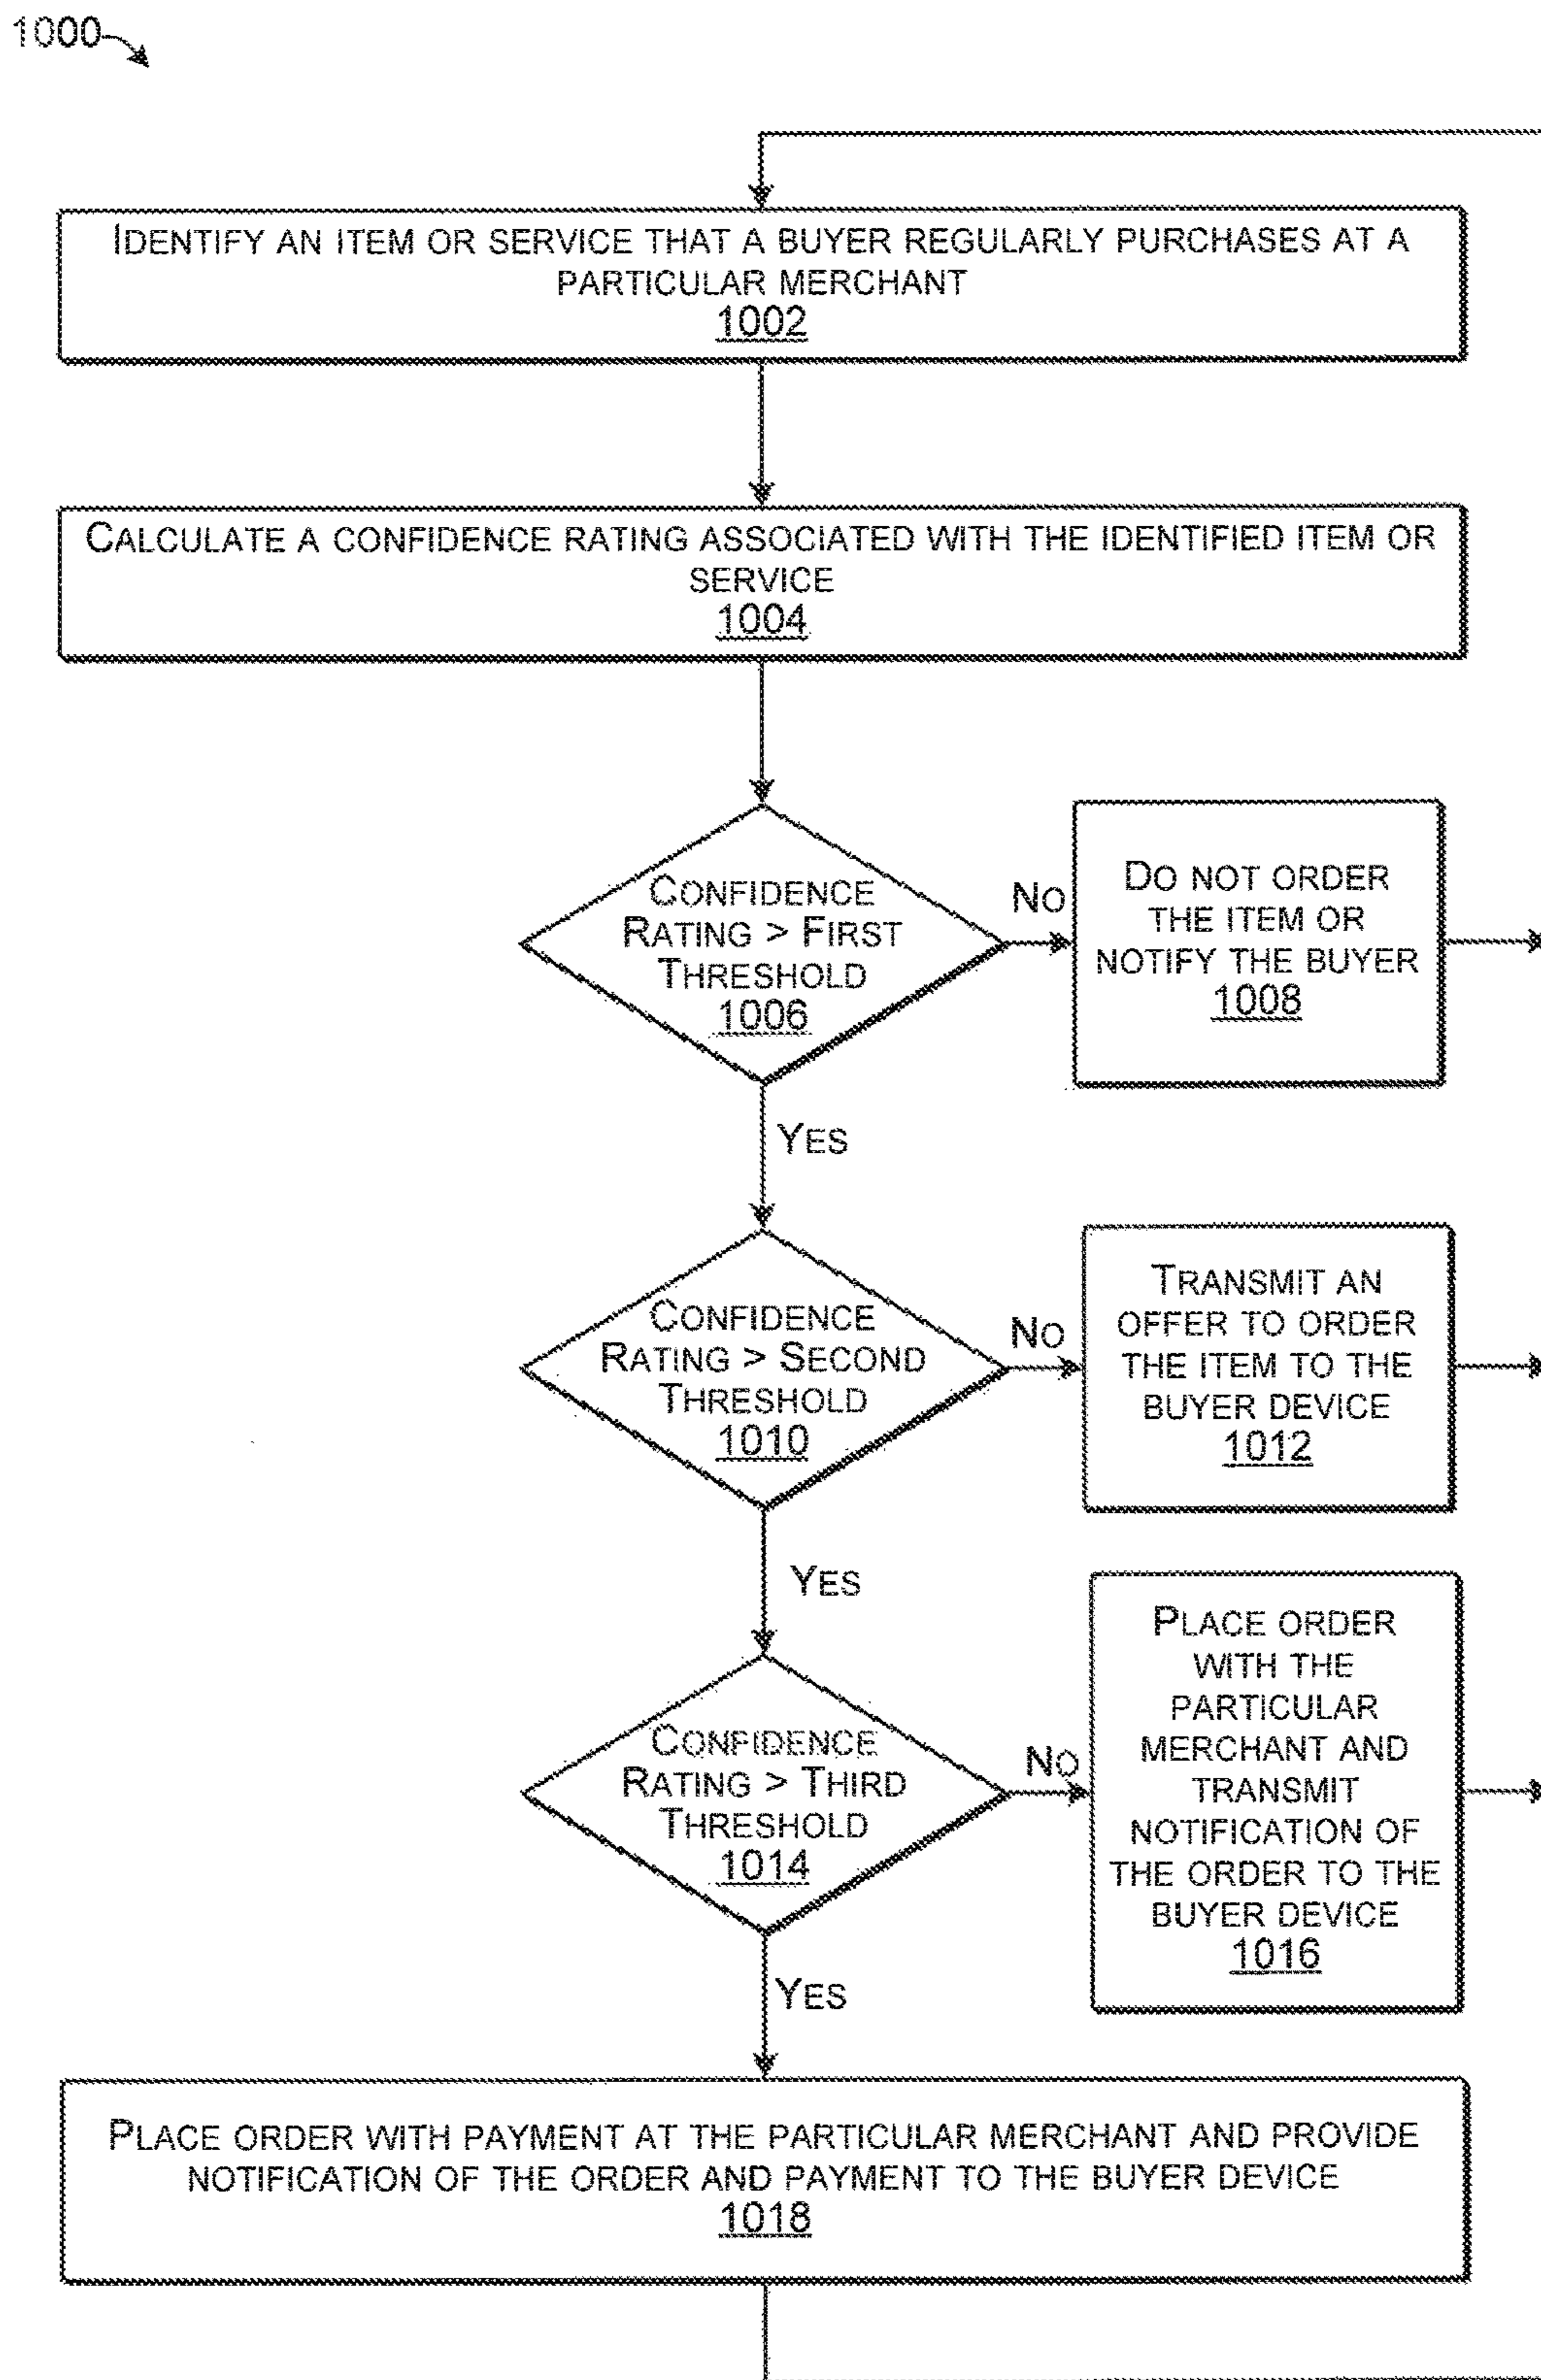 1000
IDENTIFY AN ITEM OR SERVICE THAT A BUYER REGULARLY PURCHASES AT A
PARTICULAR MERCHANT
1002
CALCULATE A CONFIDENCE RATING ASSOCIATED WITH THE IDENTIFIED ITEM OR
SERVICE
1004
CONFIDENCE
RATING > FIRST
THRESHOLD
1006
NO
DO NOT ORDER
THE ITEM OR
NOTIFY THE BUYER
1008
YES
CONFIDENCE
RATING > SECOND
THRESHOLD
1010
NO
TRANSMIT AN
OFFER TO ORDER
THE ITEM TO THE
BUYER DEVICE
1012
YES
CONFIDENCE
RATING > THIRD
THRESHOLD
1014
NO
PLACE ORDER
WITH THE
PARTICULAR
MERCHANT AND
TRANSMIT
NOTIFICATION OF
THE ORDER TO THE
BUYER DEVICE
1016
YES
PLACE ORDER WITH PAYMENT AT THE PARTICULAR MERCHANT AND PROVIDE
NOTIFICATION OF THE ORDER AND PAYMENT TO THE BUYER DEVICE
1018